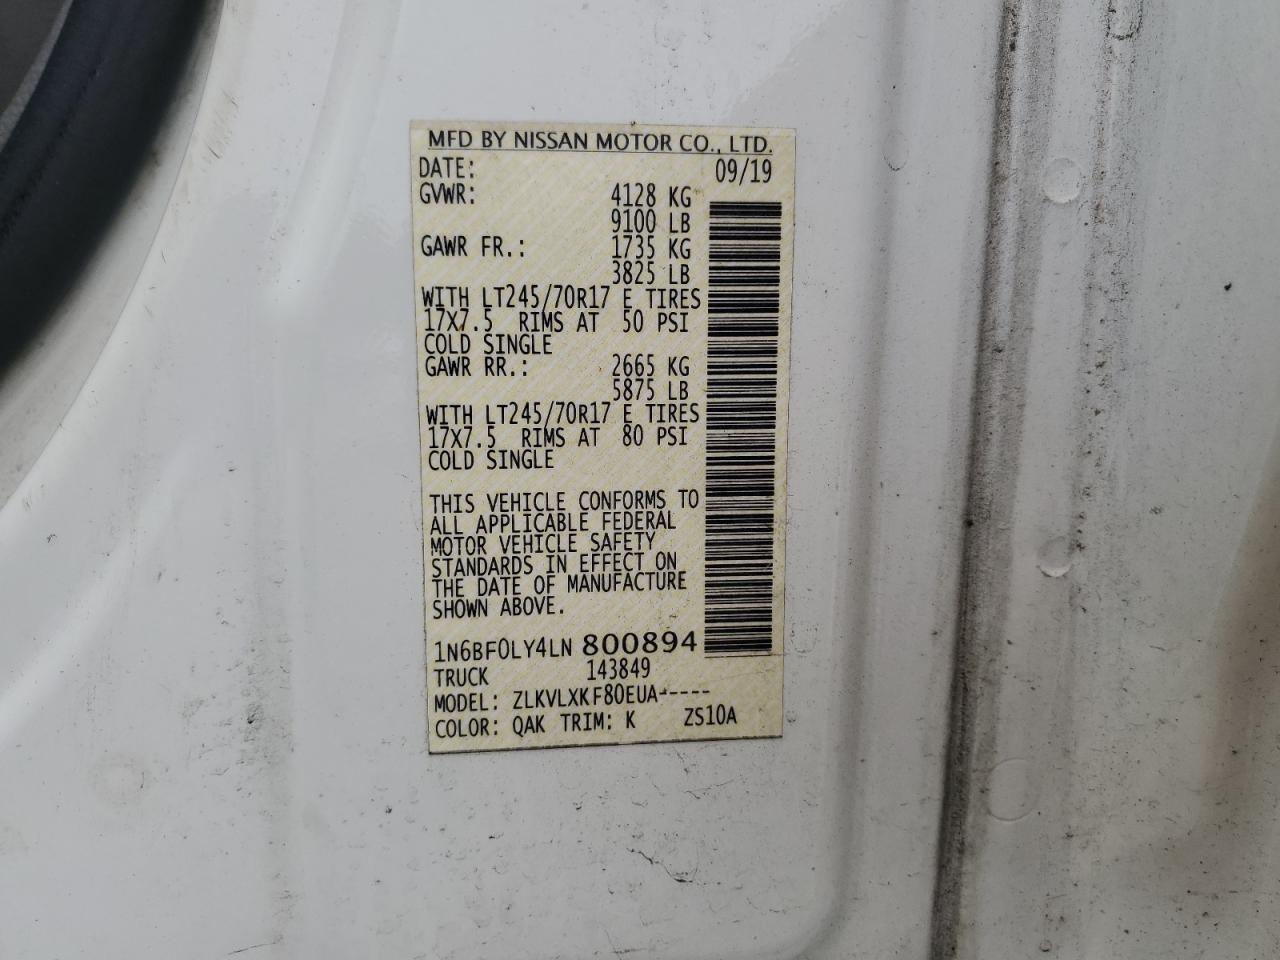 MFD BY NISSAN MOTOR CO., LTD.
DATE: 09/19
GVWR: 4128 KG
9100 LB
GAWR FR.: 1735 KG
3825 LB
WITH LT245/70R17 E TIRES
17X7.5 RIMS AT 50 PSI
COLD SINGLE
GAWR RR.: 2665 KG
5875 LB
WITH LT245/70R17 E TIRES
17X7.5 RIMS AT 80 PSI
COLD SINGLE
THIS VEHICLE CONFORMS TO
ALL APPLICABLE FEDERAL
MOTOR VEHICLE SAFETY
STANDARDS IN EFFECT ON
THE DATE OF MANUFACTURE
SHOWN ABOVE.
1N6BF0LY4LN 800894
TRUCK 143849
MODEL: ZLKVLXKF80EUA-----
COLOR: QAK TRIM: K ZS10A